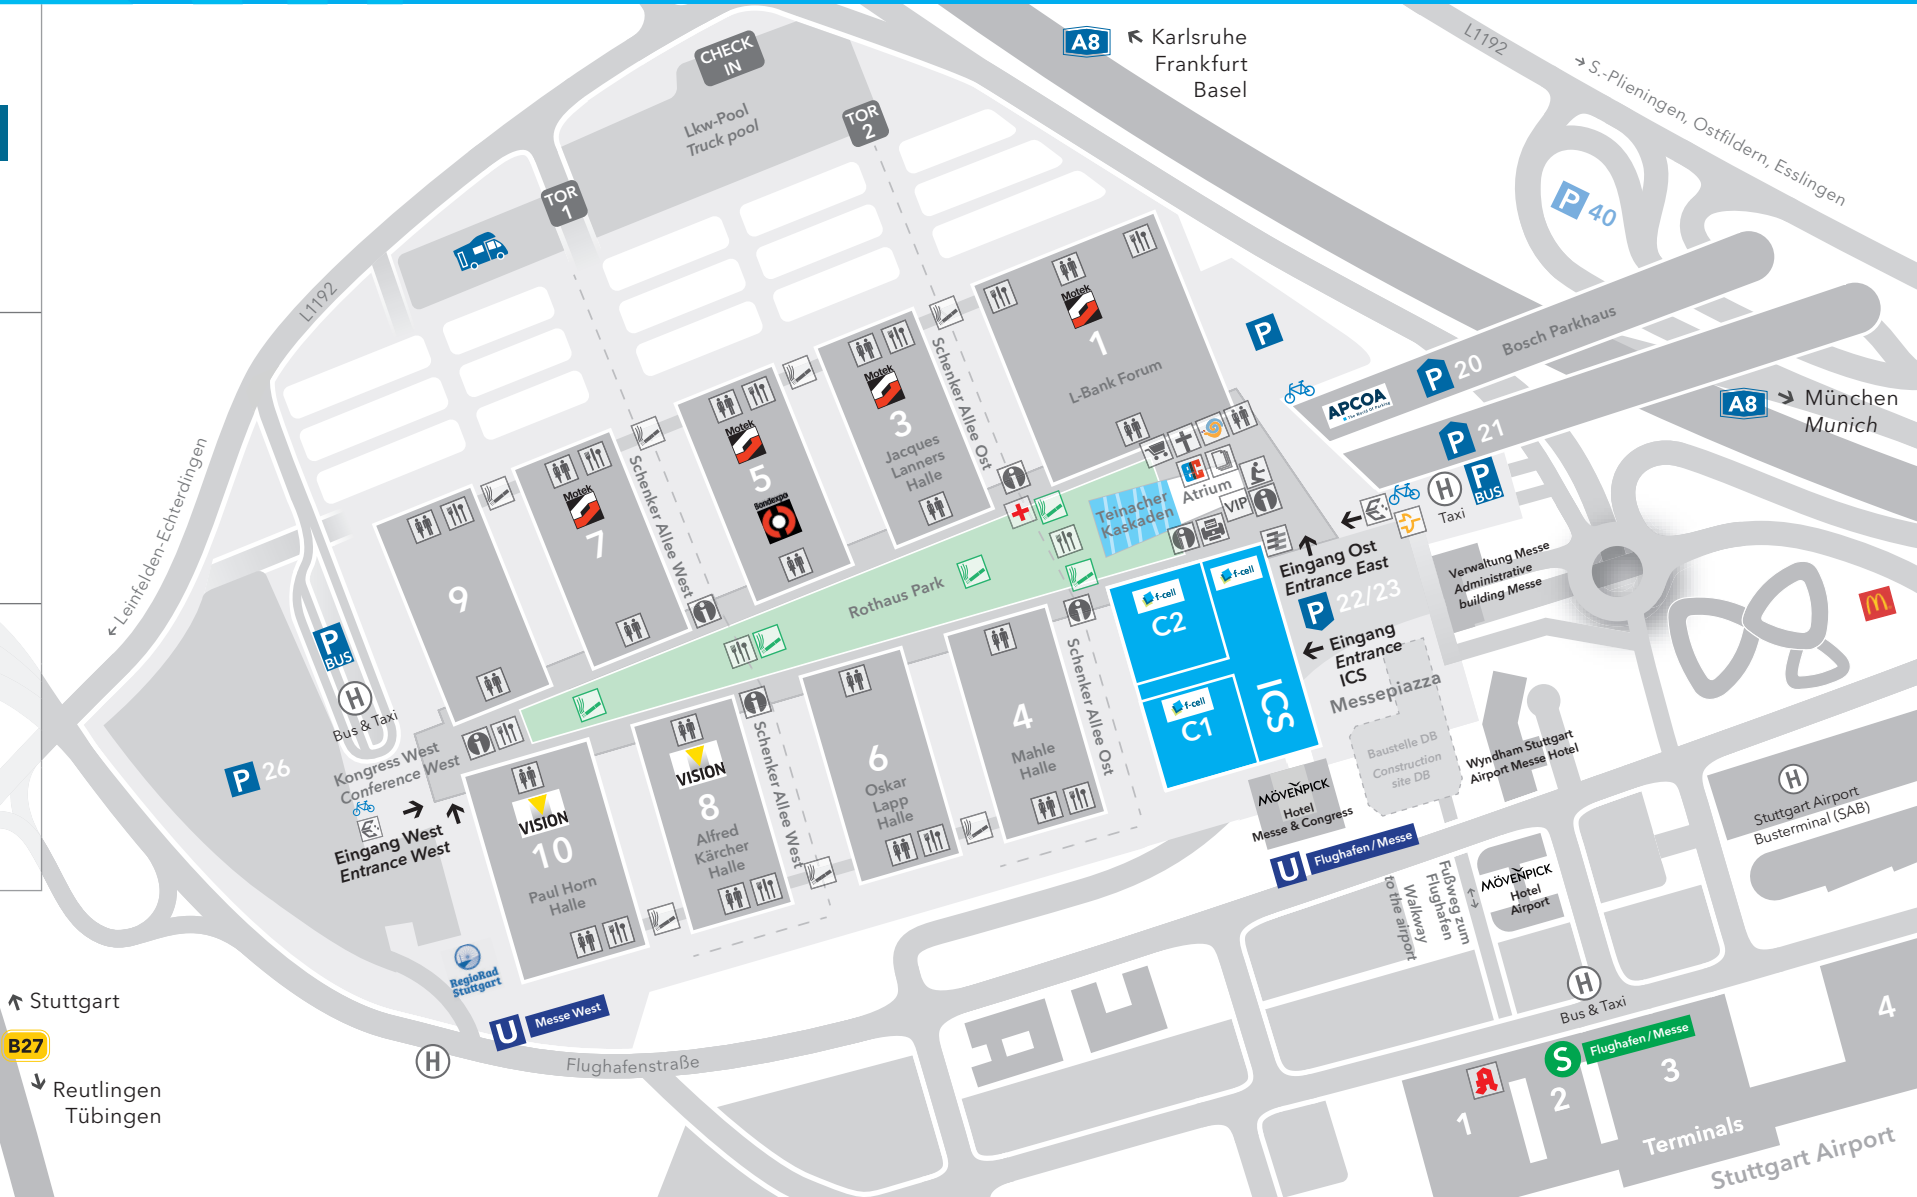 CHECK
IN
Lkw-Pool
Truck pool
TOR
2
TOR
1
A8
Karlsruhe
Frankfurt
Basel
L1192
S.-Plieningen, Ostfildern, Esslingen
P 40
L1192
Leinfelden-Echterdingen
Motek
1
L-Bank Forum
Motek
3
Jacques
Lanners
Halle
Motek
5
Bondexpo
Motek
7
9
Schenker Allee Ost
Schenker Allee West
P
Bosch Parkhaus
P 20
APCOA
P 21
A8
München
Munich
P
BUS
H
Taxi
EC
Atrium
VIP
Teinacher
Kaskaden
Rothaus Park
Eingang Ost
Entrance East
P 22/23
Eingang
Entrance
ICS
Messepiazza
Verwaltung Messe
Administrative
building Messe
f-cell
C2
f-cell
f-cell
C1
ICS
Schenker Allee Ost
4
Mahle
Halle
6
Oskar
Lapp
Halle
Schenker Allee West
VISION
8
Alfred
Kärcher
Halle
VISION
10
Paul Horn
Halle
P
BUS
H
Bus & Taxi
Kongress West
Conference West
P 26
Eingang West
Entrance West
RegioRad
Stuttgart
U Messe West
H
Flughafenstraße
Stuttgart
B27
Reutlingen
Tübingen
Baustelle DB
Construction
site DB
Wyndham Stuttgart
Airport Messe Hotel
MÖVENPICK
Hotel
Messe & Congress
U Flughafen/Messe
Fußweg zum
Flughafen
Walkway
to the airport
MÖVENPICK
Hotel
Airport
H
Stuttgart Airport
Busterminal (SAB)
H
Bus & Taxi
S Flughafen/Messe
1
2
3
4
Terminals
Stuttgart Airport